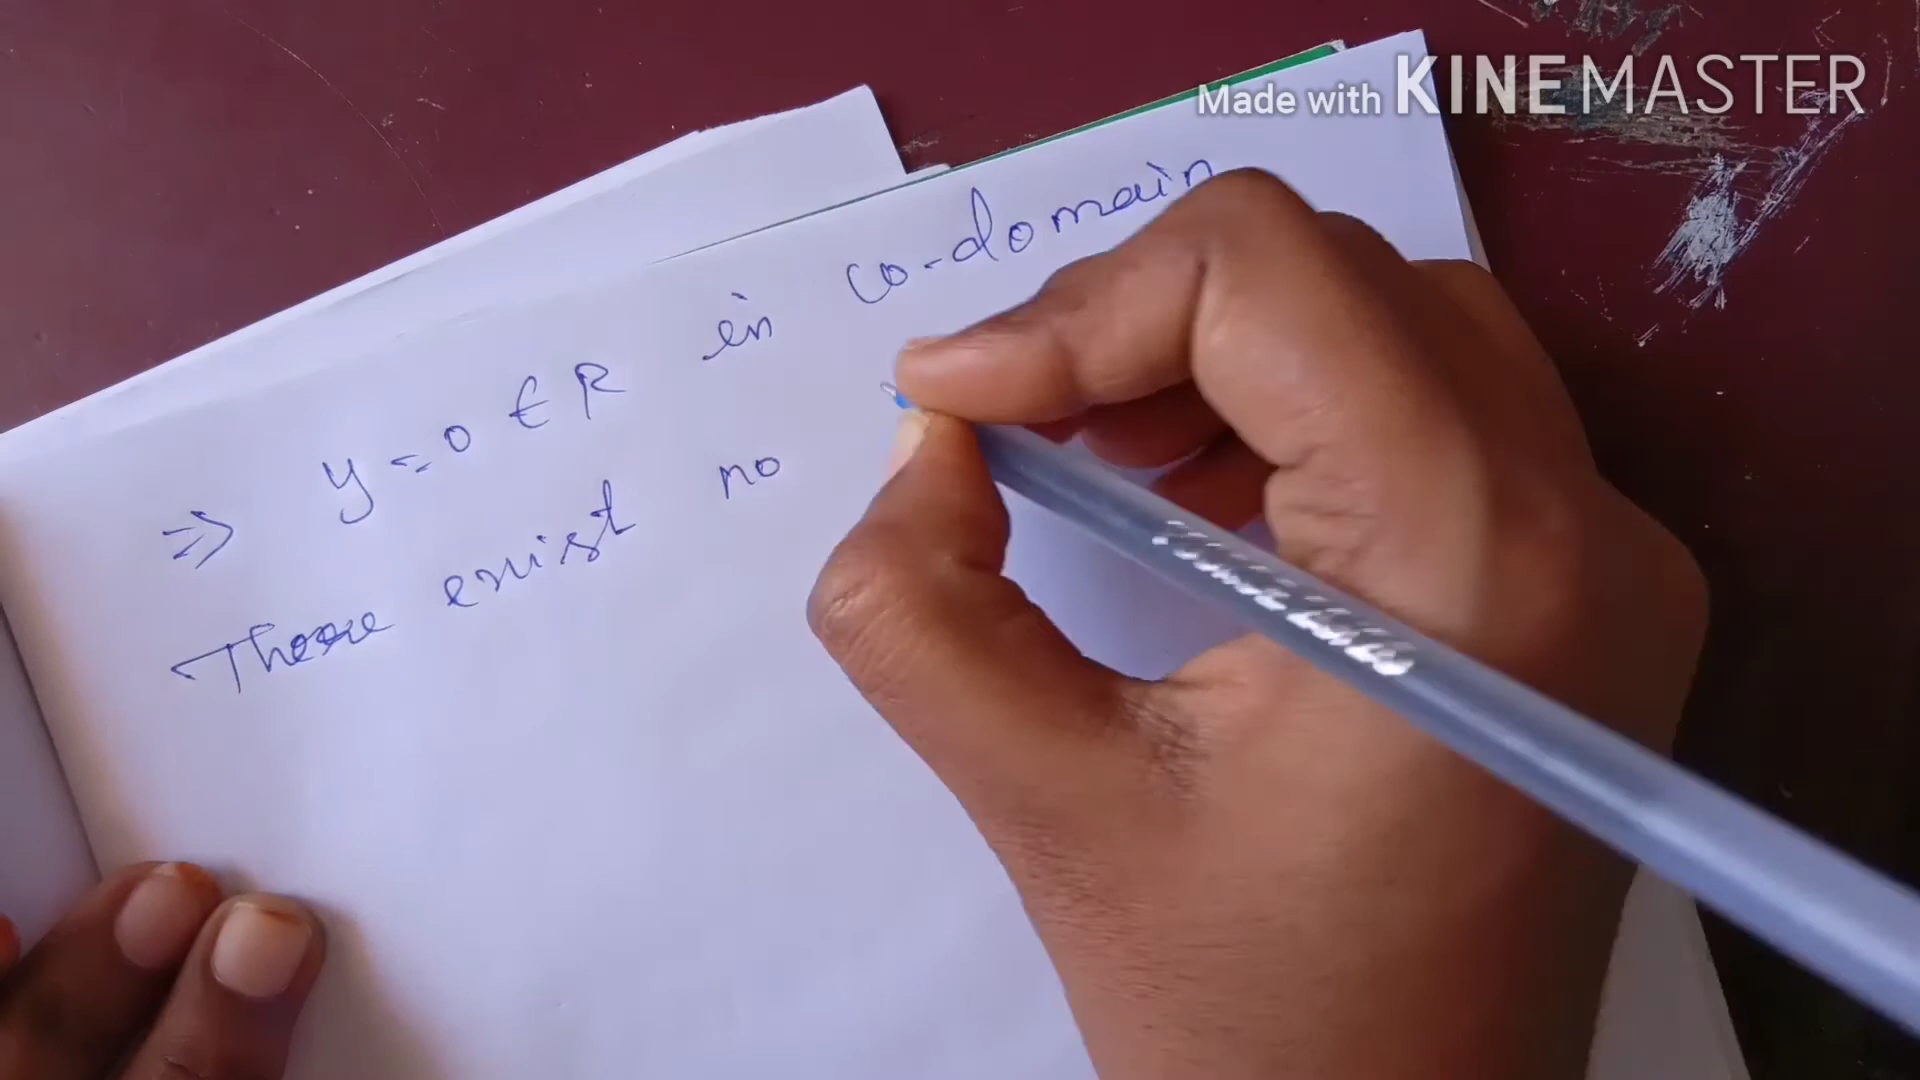 Made with KINEMASTER
⇒ y = 0 ∈ R in co-domain
There exist no